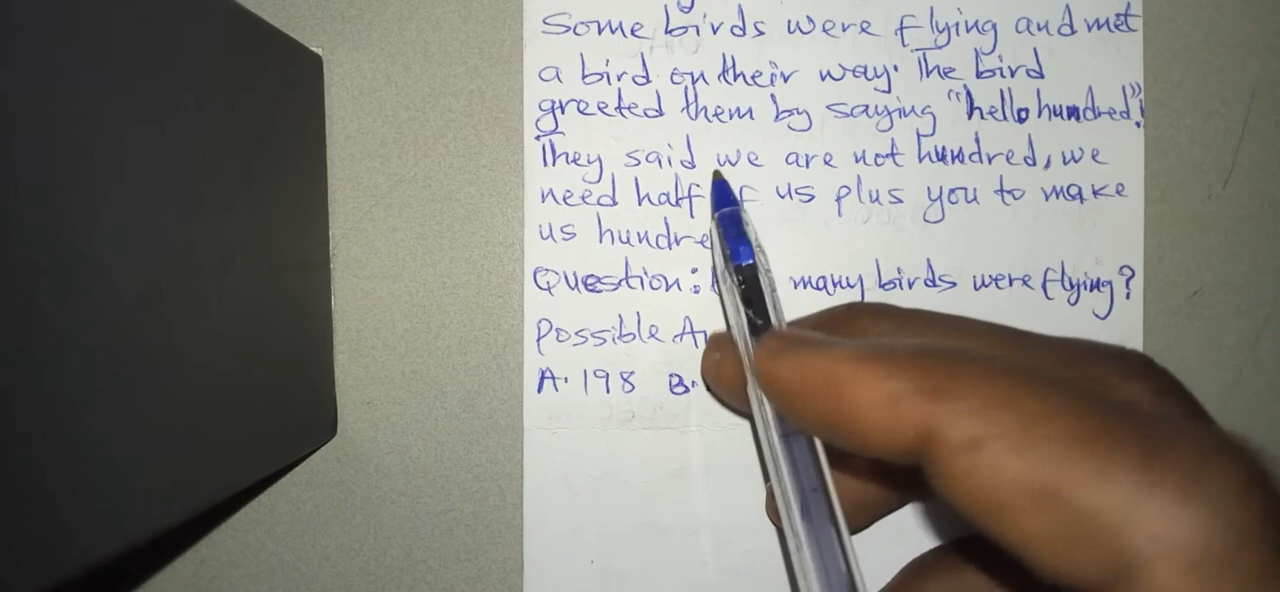 Some birds were flying and met
a bird on their way. The bird
greeted them by saying "hello hundred"!
They said we are not hundred, we
need half of us plus you to make
us hundre
Question: many birds were flying?
Possible
A. 198 B.